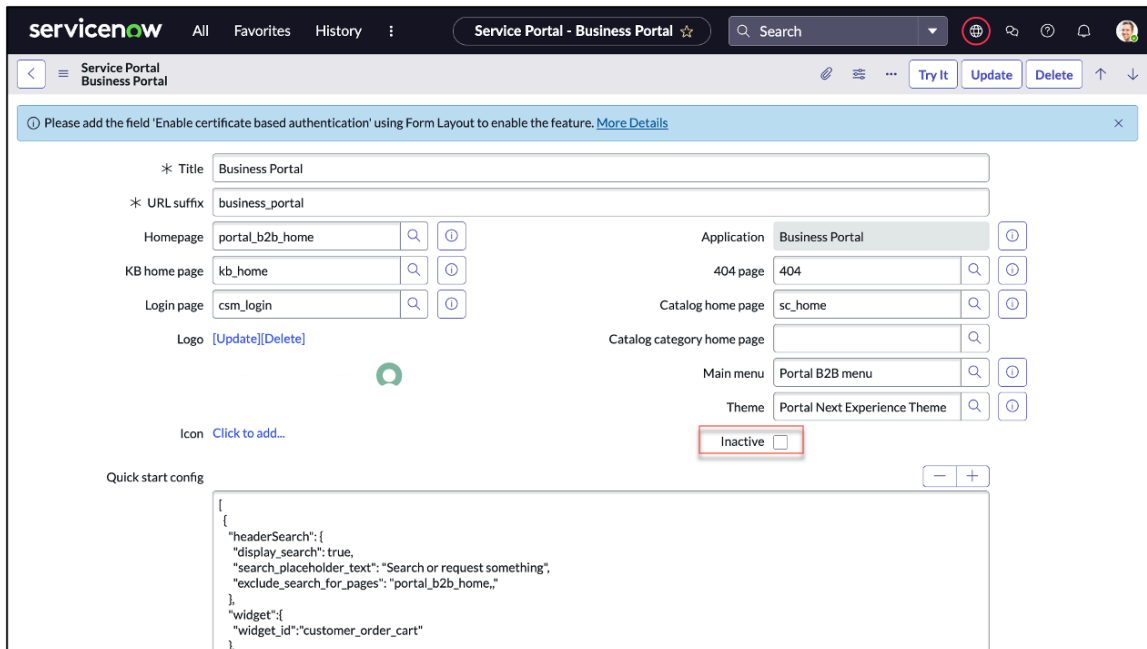 servicenow All Favorites History Service Portal - Business Portal Search
Service Portal
Business Portal
Try It Update Delete
Please add the field 'Enable certificate based authentication' using Form Layout to enable the feature. More Details
Title Business Portal
URL suffix business_portal
Homepage portal_b2b_home Application Business Portal
KB home page kb_home 404 page 404
Login page csm_login Catalog home page sc_home
Logo [Update][Delete] Catalog category home page
Main menu Portal B2B menu
Theme Portal Next Experience Theme
Icon Click to add... Inactive
Quick start config
[
{
"headerSearch": {
"display_search": true,
"search_placeholder_text": "Search or request something",
"exclude_search_for_pages": "portal_b2b_home,,"
},
"widget":{
"widget_id":"customer_order_cart"
},